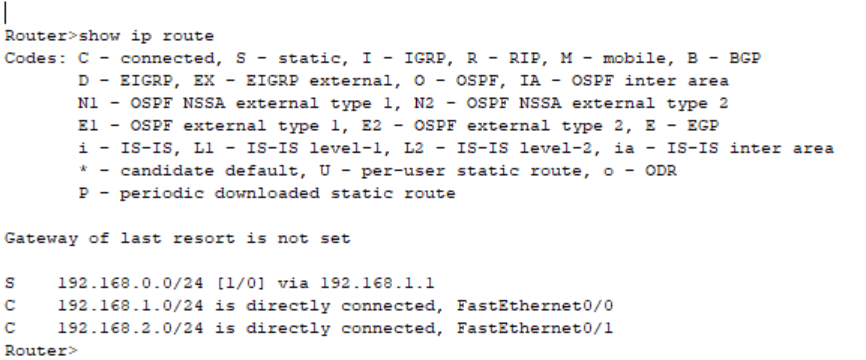 Router>show ip route
Codes: C - connected, S - static, I - IGRP, R - RIP, M - mobile, B - BGP
D - EIGRP, EX - EIGRP external, O - OSPF, IA - OSPF inter area
N1 - OSPF NSSA external type 1, N2 - OSPF NSSA external type 2
E1 - OSPF external type 1, E2 - OSPF external type 2, E - EGP
i - IS-IS, L1 - IS-IS level-1, L2 - IS-IS level-2, ia - IS-IS inter area
* - candidate default, U - per-user static route, o - ODR
P - periodic downloaded static route
Gateway of last resort is not set
S 192.168.0.0/24 [1/0] via 192.168.1.1
C 192.168.1.0/24 is directly connected, FastEthernet0/0
C 192.168.2.0/24 is directly connected, FastEthernet0/1
Router>